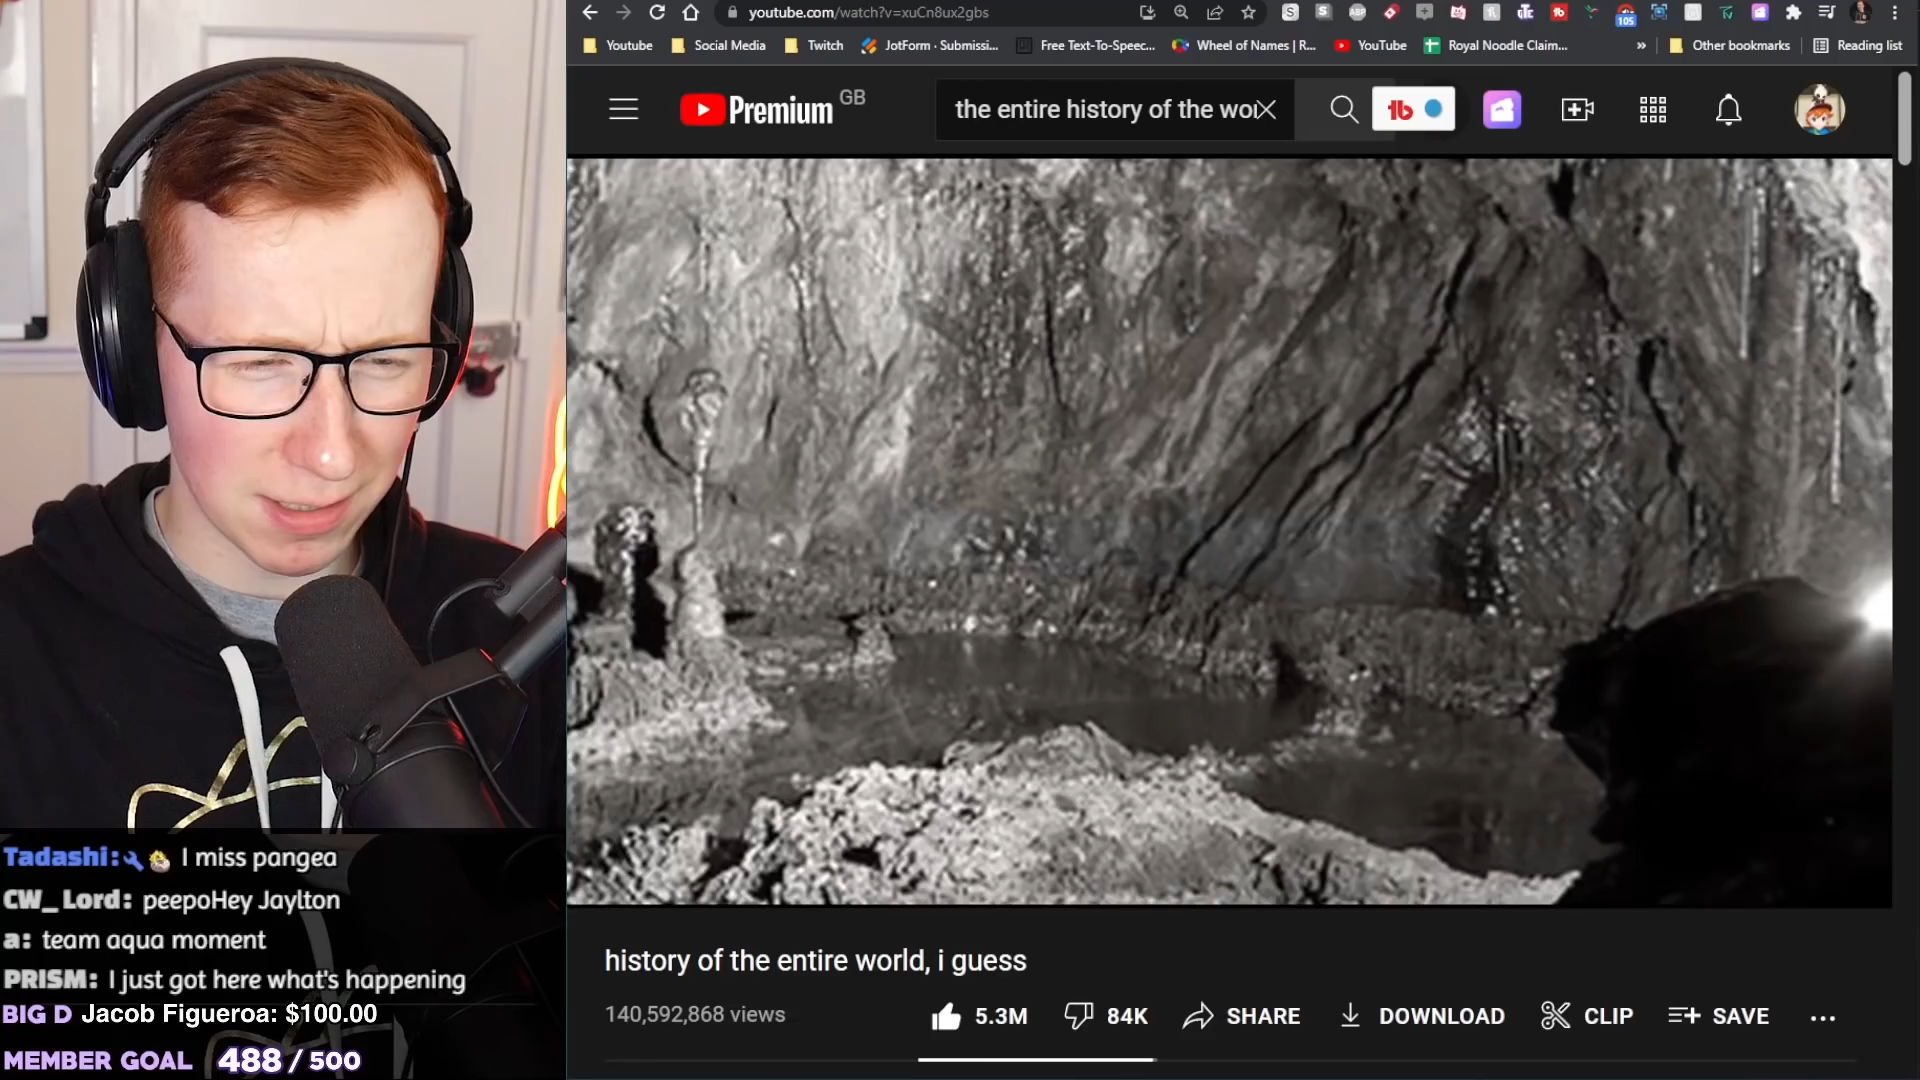 youtube.com/watch?v=xuCn8ux2gbs
Youtube Social Media Twitch JotForm · Submissi... Free Text-To-Speec... Wheel of Names | R... YouTube Royal Noodle Claim... » Other bookmarks Reading list
105
Premium GB
the entire history of the wor
tb
history of the entire world, i guess
140,592,868 views
5.3M 84K SHARE DOWNLOAD CLIP SAVE ...
Tadashi: I miss pangea
CW_Lord: peepoHey Jaylton
a: team aqua moment
PRISM: I just got here what's happening
BIG D Jacob Figueroa: $100.00
MEMBER GOAL 488 / 500